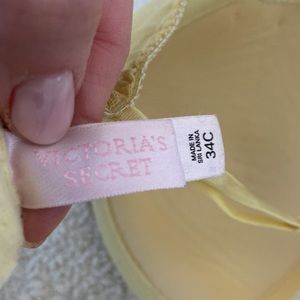 VICTORIA'S
SECRET
MADE IN
SRI LANKA
34C